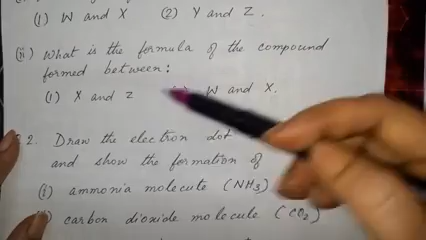 (1) W and X (2) Y and Z.
(ii) What is the formula of the compound
formed between:
(1) X and Z W and X.
2. Draw the electron dot
and show the formation of
(i) ammonia molecule (NH3)
carbon dioxide molecule (CO2)